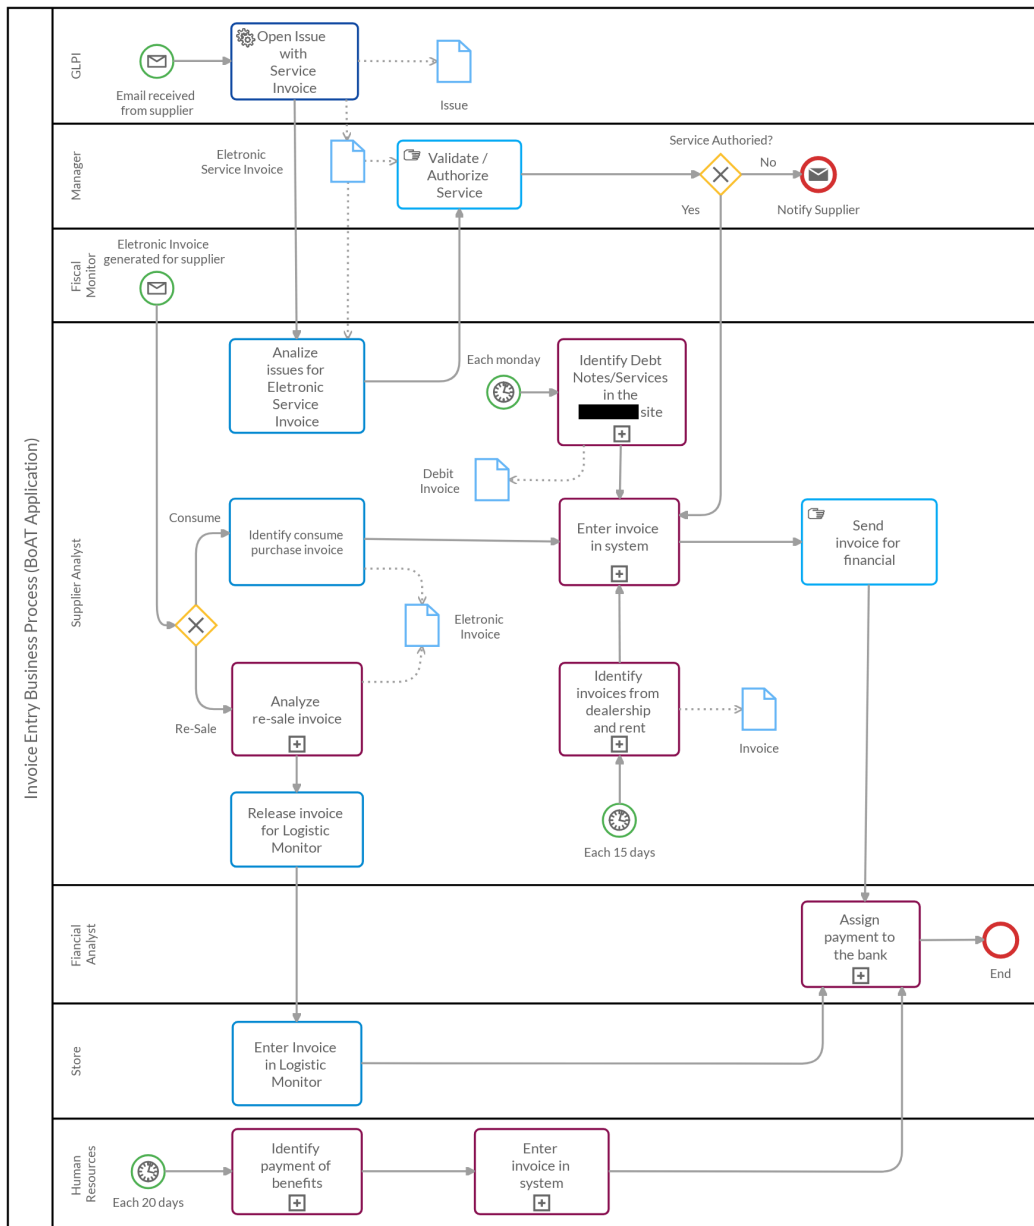 Invoice Entry Business Process (BoAT Application)
GLPI
Email received
from supplier
Open Issue
with
Service
Invoice
Issue
Manager
Eletronic
Service Invoice
Validate /
Authorize
Service
Service Authoried?
No
Yes
Notify Supplier
Fiscal
Monitor
Eletronic Invoice
generated for supplier
Supplier Analyst
Analize
issues for
Eletronic
Service
Invoice
Each monday
Identify Debt
Notes/Services
in the
site
Debit
Invoice
Consume
Identify consume
purchase invoice
Enter invoice
in system
Send
invoice for
financial
Eletronic
Invoice
Re-Sale
Analyze
re-sale invoice
Identify
invoices from
dealership
and rent
Invoice
Release invoice
for Logistic
Monitor
Each 15 days
Fiancial
Analyst
Assign
payment to
the bank
End
Store
Enter Invoice
in Logistic
Monitor
Human
Resources
Each 20 days
Identify
payment of
benefits
Enter
invoice in
system